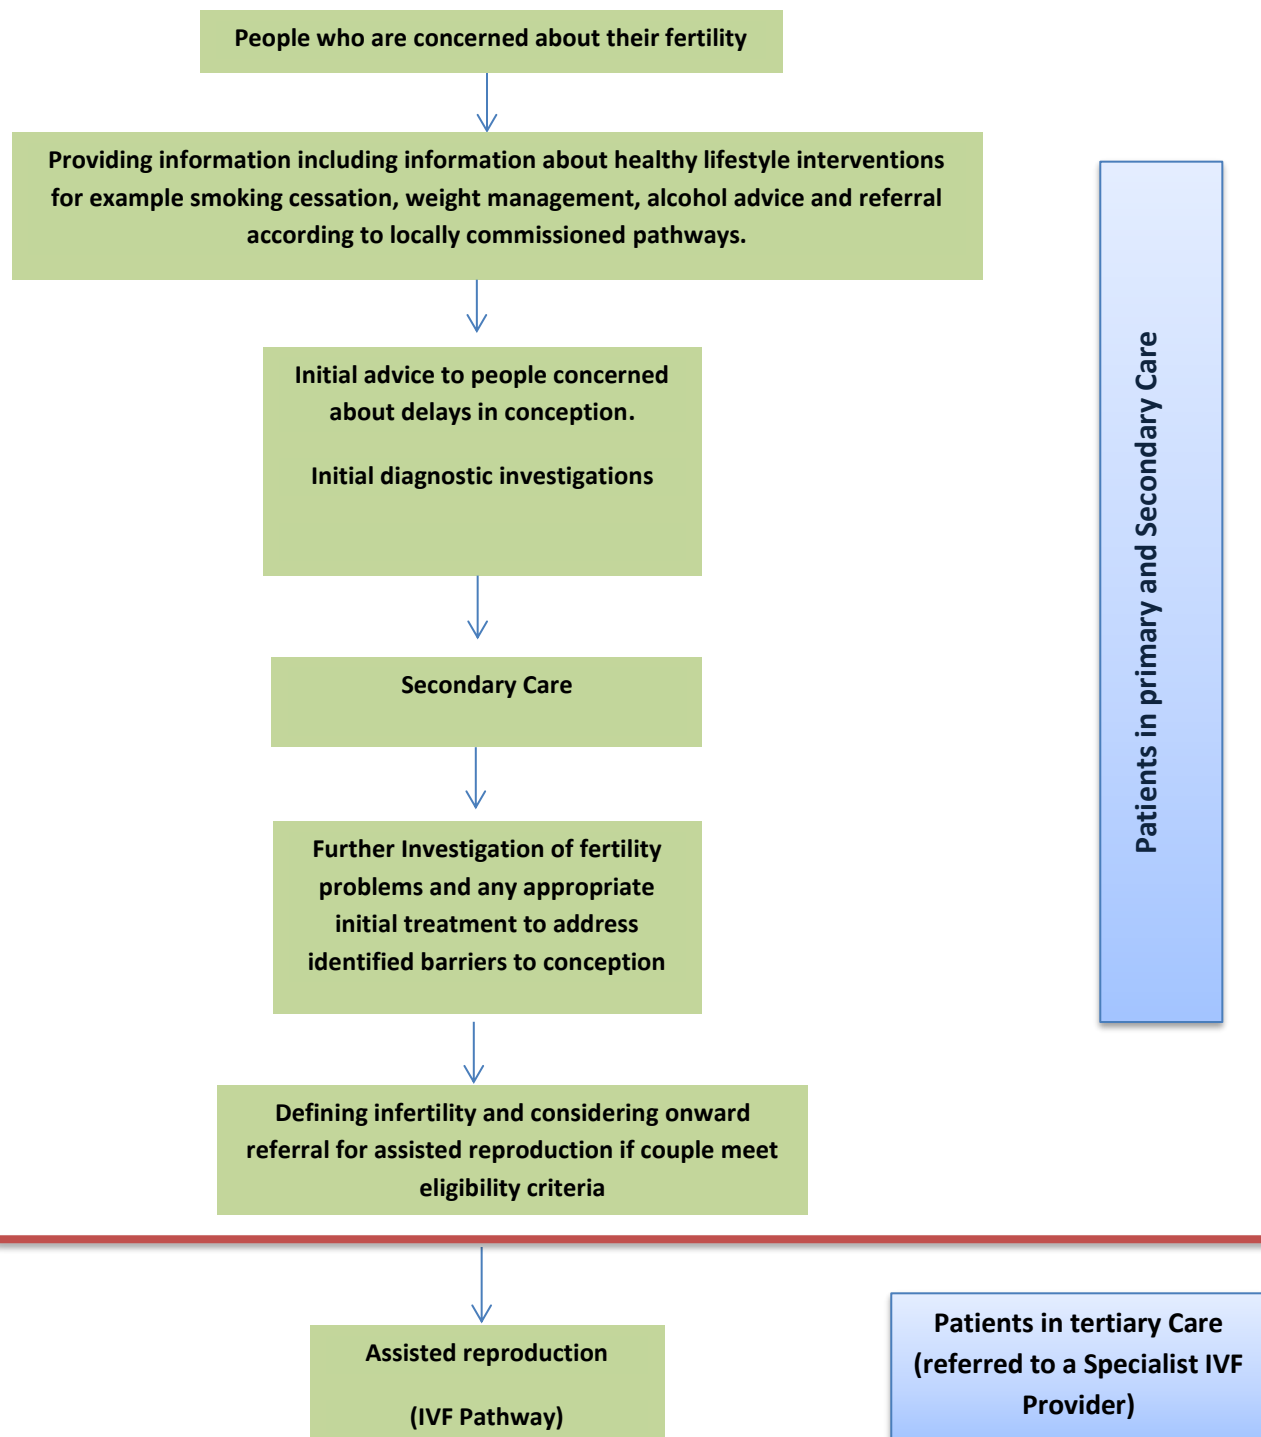 People who are concerned about their fertility
Providing information including information about healthy lifestyle interventions
for example smoking cessation, weight management, alcohol advice and referral
according to locally commissioned pathways.
Initial advice to people concerned
about delays in conception.
Initial diagnostic investigations
Secondary Care
Further Investigation of fertility
problems and any appropriate
initial treatment to address
identified barriers to conception
Defining infertility and considering onward
referral for assisted reproduction if couple meet
eligibility criteria
Patients in primary and Secondary Care
Assisted reproduction
(IVF Pathway)
Patients in tertiary Care
(referred to a Specialist IVF
Provider)